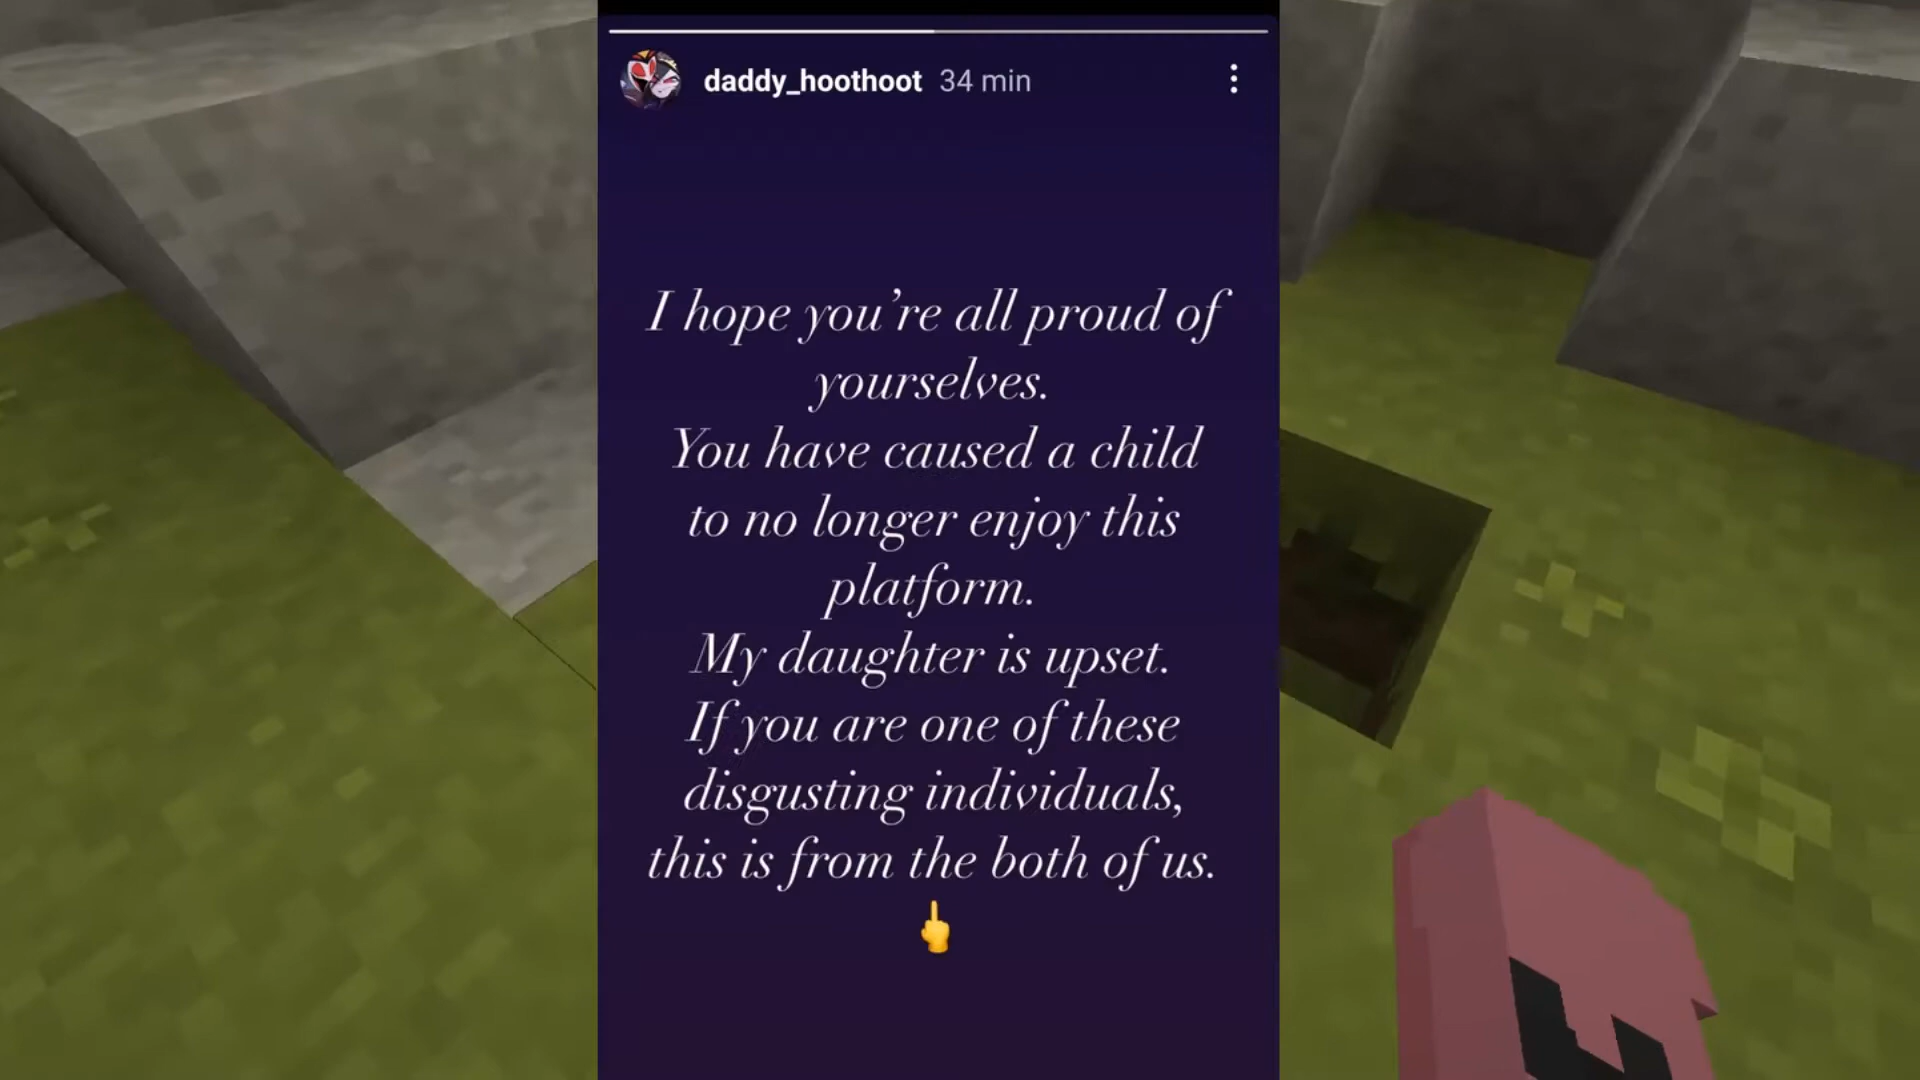 daddy_hoothoot 34 min
I hope you’re all proud of
yourselves.
You have caused a child
to no longer enjoy this
platform.
My daughter is upset.
If you are one of these
disgusting individuals,
this is from the both of us.
🖕